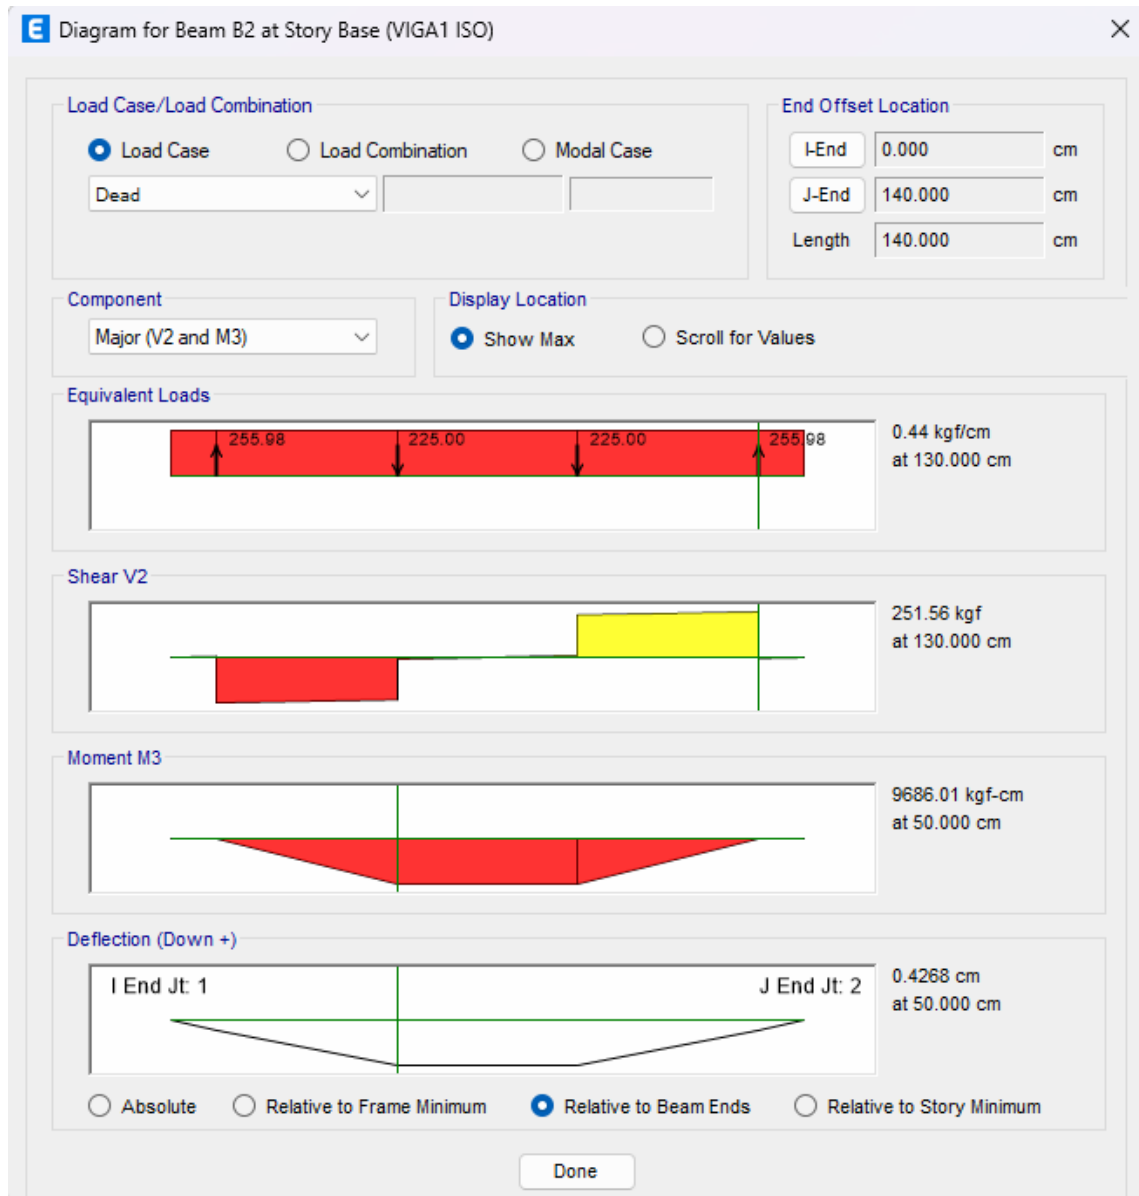 E Diagram for Beam B2 at Story Base (VIGA1 ISO)
Load Case/Load Combination
Load Case Load Combination Modal Case
Dead
End Offset Location
I-End 0.000 cm
J-End 140.000 cm
Length 140.000 cm
Component
Major (V2 and M3)
Display Location
Show Max Scroll for Values
Equivalent Loads
255.98 225.00 225.00 255.98
0.44 kgf/cm
at 130.000 cm
Shear V2
251.56 kgf
at 130.000 cm
Moment M3
9686.01 kgf-cm
at 50.000 cm
Deflection (Down +)
I End Jt: 1 J End Jt: 2
0.4268 cm
at 50.000 cm
Absolute Relative to Frame Minimum Relative to Beam Ends Relative to Story Minimum
Done